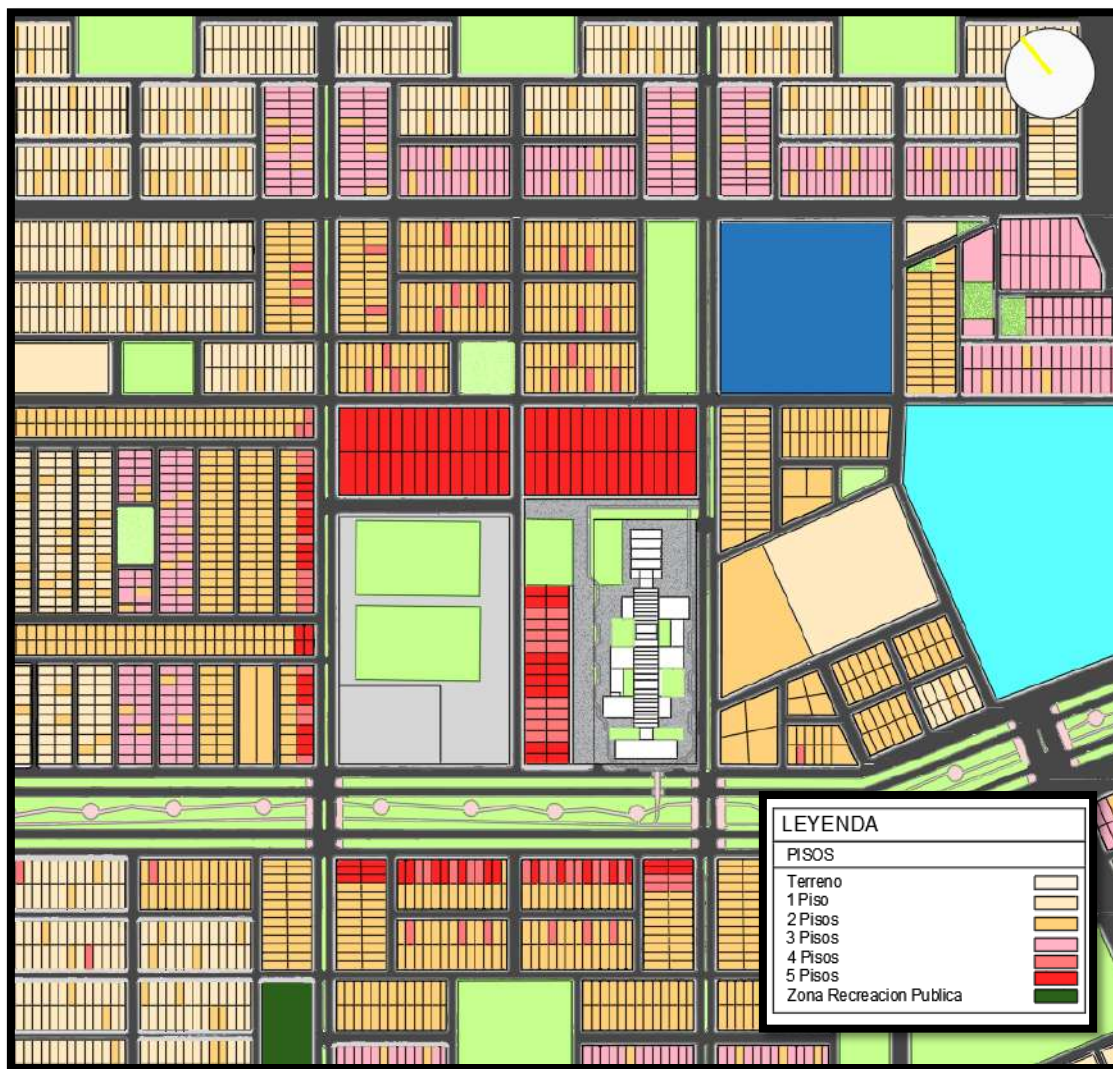 LEYENDA
PISOS
Terreno
1 Piso
2 Pisos
3 Pisos
4 Pisos
5 Pisos
Zona Recreacion Publica